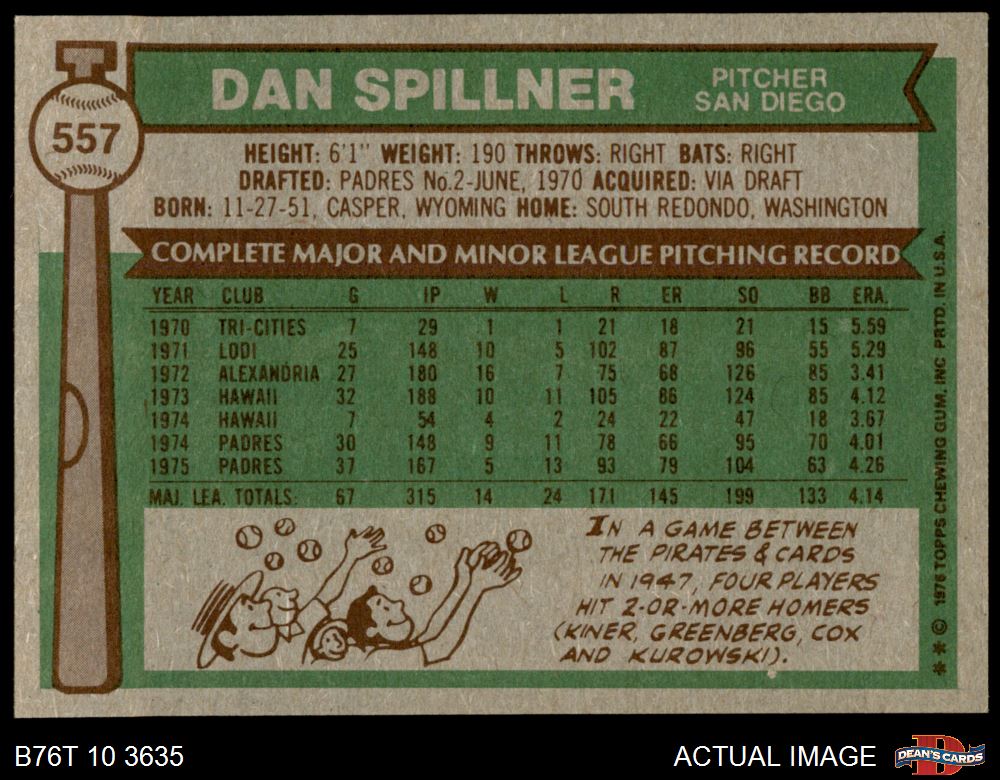 557
DAN SPILLNER
PITCHER
SAN DIEGO
HEIGHT: 6'1" WEIGHT: 190 THROWS: RIGHT BATS: RIGHT
DRAFTED: PADRES No.2-JUNE, 1970 ACQUIRED: VIA DRAFT
BORN: 11-27-51, CASPER, WYOMING HOME: SOUTH REDONDO, WASHINGTON
COMPLETE MAJOR AND MINOR LEAGUE PITCHING RECORD
YEAR CLUB G IP W L R ER SO BB ERA.
1970 TRI-CITIES 7 29 1 1 21 18 21 15 5.59
1971 LODI 25 148 10 5 102 87 96 55 5.29
1972 ALEXANDRIA 27 180 16 7 75 68 126 85 3.41
1973 HAWAII 32 188 10 11 105 86 124 85 4.12
1974 HAWAII 7 54 4 2 24 22 47 18 3.67
1974 PADRES 30 148 9 11 78 66 95 70 4.01
1975 PADRES 37 167 5 13 93 79 104 63 4.26
MAJ. LEA. TOTALS: 67 315 14 24 171 145 199 133 4.14
IN A GAME BETWEEN
THE PIRATES & CARDS
IN 1947, FOUR PLAYERS
HIT 2-OR-MORE HOMERS
(KINER, GREENBERG, COX
AND KUROWSKI).
* * © 1976 TOPPS CHEWING GUM, INC PRTD. IN U.S.A.
B76T 10 3635
ACTUAL IMAGE
DEAN'S CARDS